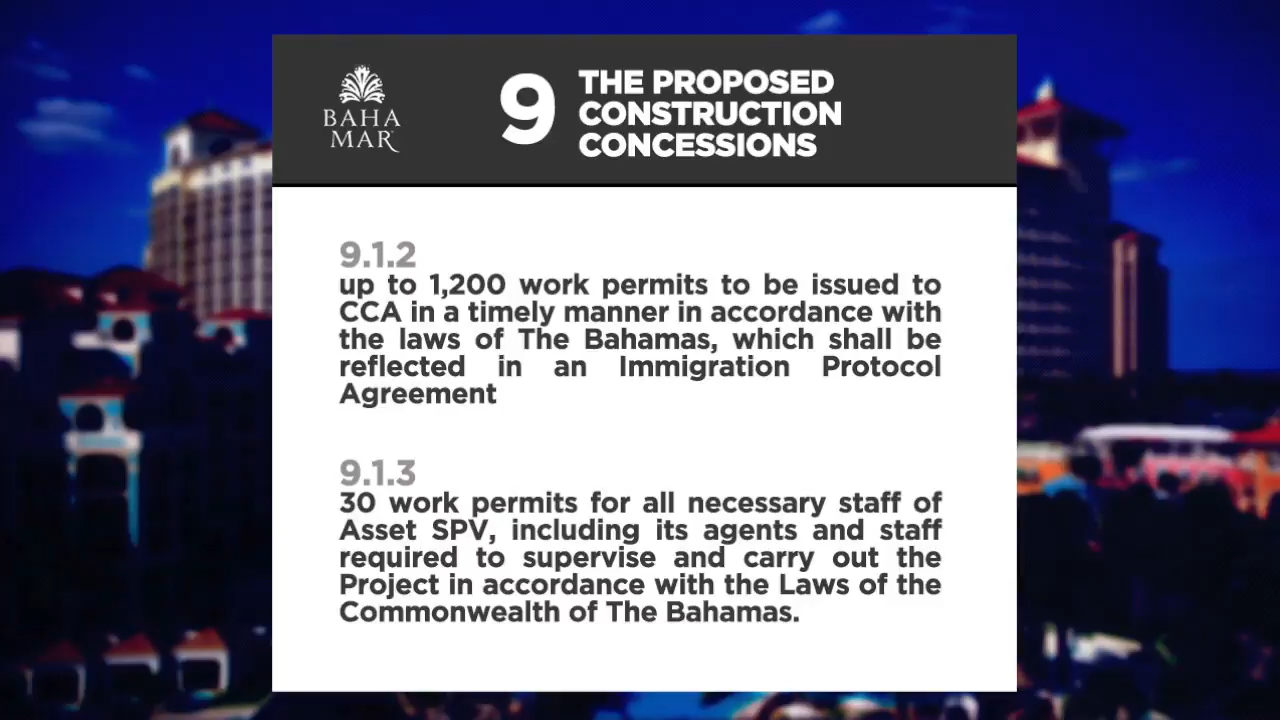 BAHA
MAR
9
THE PROPOSED
CONSTRUCTION
CONCESSIONS
9.1.2
up to 1,200 work permits to be issued to
CCA in a timely manner in accordance with
the laws of The Bahamas, which shall be
reflected in an Immigration Protocol
Agreement
9.1.3
30 work permits for all necessary staff of
Asset SPV, including its agents and staff
required to supervise and carry out the
Project in accordance with the Laws of the
Commonwealth of The Bahamas.